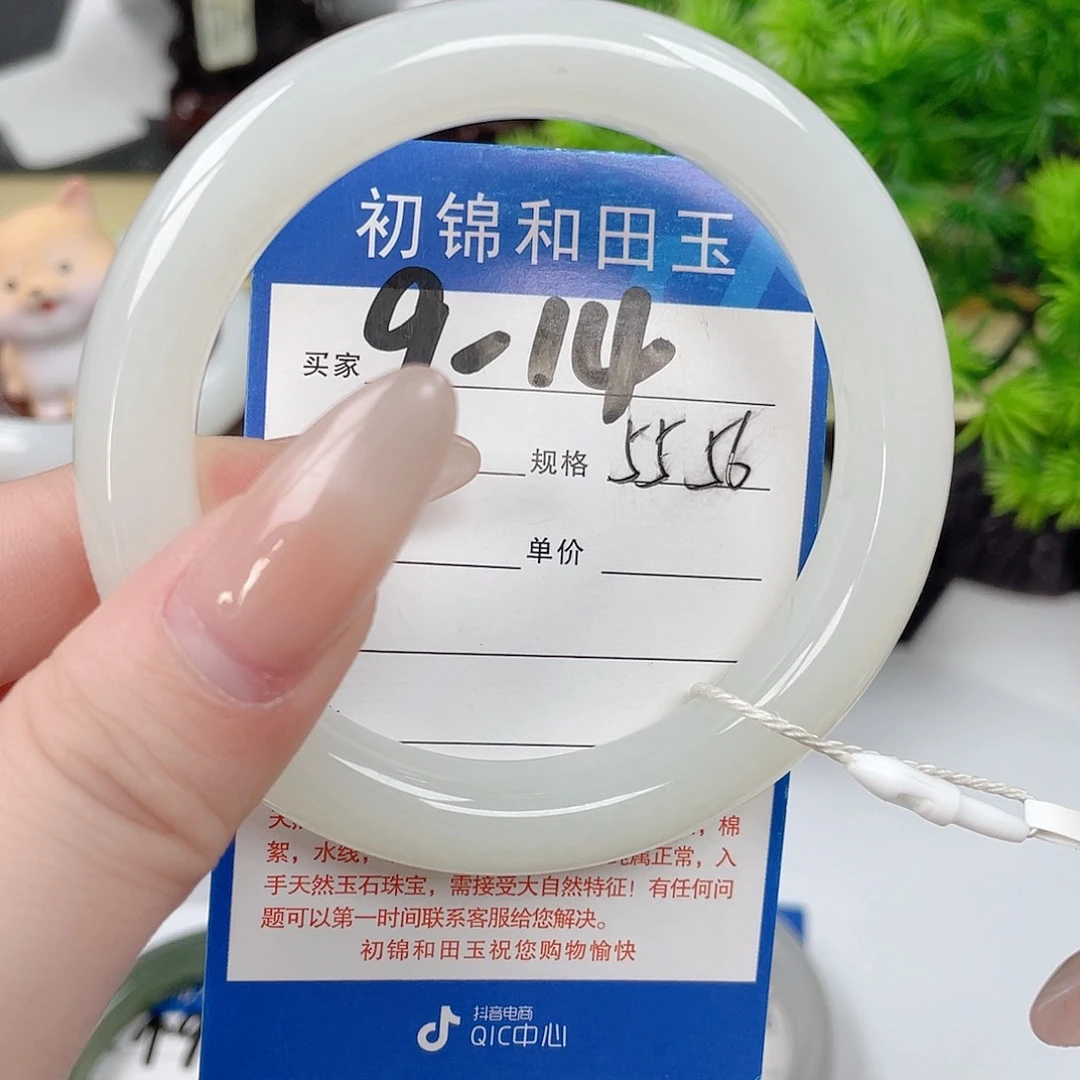 初锦和田玉
买家 9-14
规格 55 56
单价
，棉
絮，水线，属正常，入
手天然玉石珠宝，需接受大自然特征！有任何问
题可以第一时间联系客服给您解决。
初锦和田玉祝您购物愉快
抖音电商
QIC中心